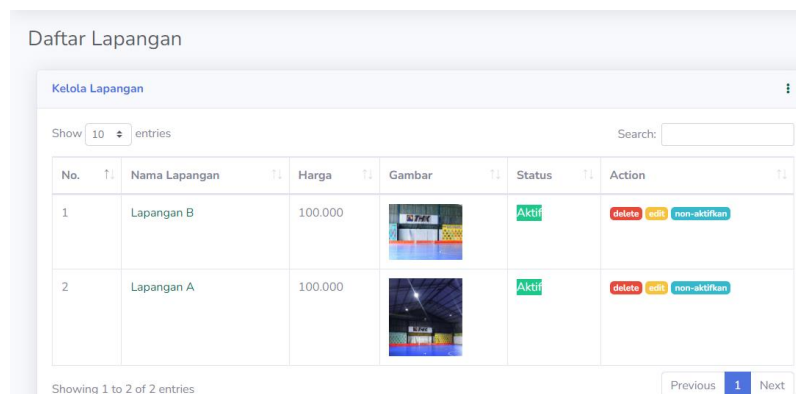 Daftar Lapangan
Kelola Lapangan
Show 10 entries
Search:
No. Nama Lapangan Harga Gambar Status Action
1 Lapangan B 100.000 Aktif delete edit non-aktifkan
2 Lapangan A 100.000 Aktif delete edit non-aktifkan
Showing 1 to 2 of 2 entries
Previous 1 Next